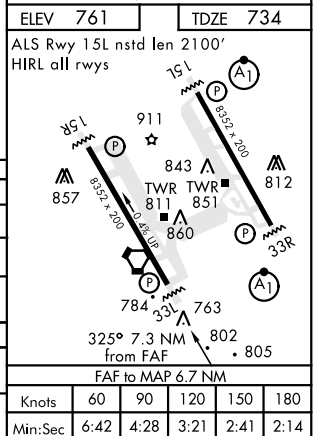 ELEV 761
TDZE 734
ALS Rwy 15L nstd len 2100'
HIRL all rwys
15L
A1
P
15R
P
911
8352 x 200
843
812
857
8352 x 200
TWR
811
TWR
851
0.4% UP
860
P
33R
P
A1
784
33L
763
802
325° 7.3 NM
from FAF
805
FAF to MAP 6.7 NM
Knots 60 90 120 150 180
Min:Sec 6:42 4:28 3:21 2:41 2:14